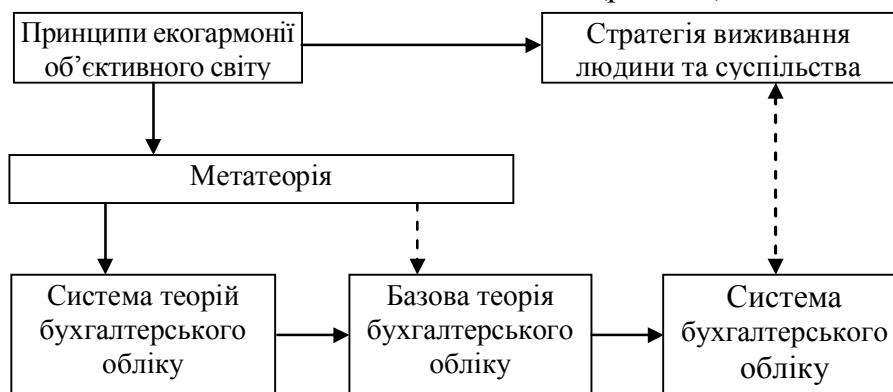 Принципи екогармонії
об’єктивного світу
Стратегія виживання
людини та суспільства
Метатеорія
Система теорій
бухгалтерського
обліку
Базова теорія
бухгалтерського
обліку
Система
бухгалтерського
обліку